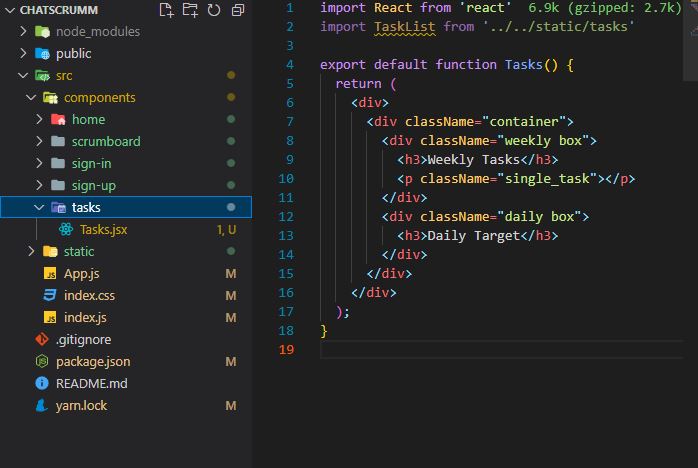 CHATSCRUMM
node_modules
public
src
components
home
scrumboard
sign-in
sign-up
tasks
Tasks.jsx 1, U
static
JS App.js M
index.css M
JS index.js M
.gitignore
JS package.json M
README.md
yarn.lock M
1 import React from 'react' 6.9k (gzipped: 2.7k)
2 import TaskList from '../../static/tasks'
3
4 export default function Tasks() {
5 return (
6 <div>
7 <div className="container">
8 <div className="weekly box">
9 <h3>Weekly Tasks</h3>
10 <p className="single_task"></p>
11 </div>
12 <div className="daily box">
13 <h3>Daily Target</h3>
14 </div>
15 </div>
16 </div>
17 );
18 }
19